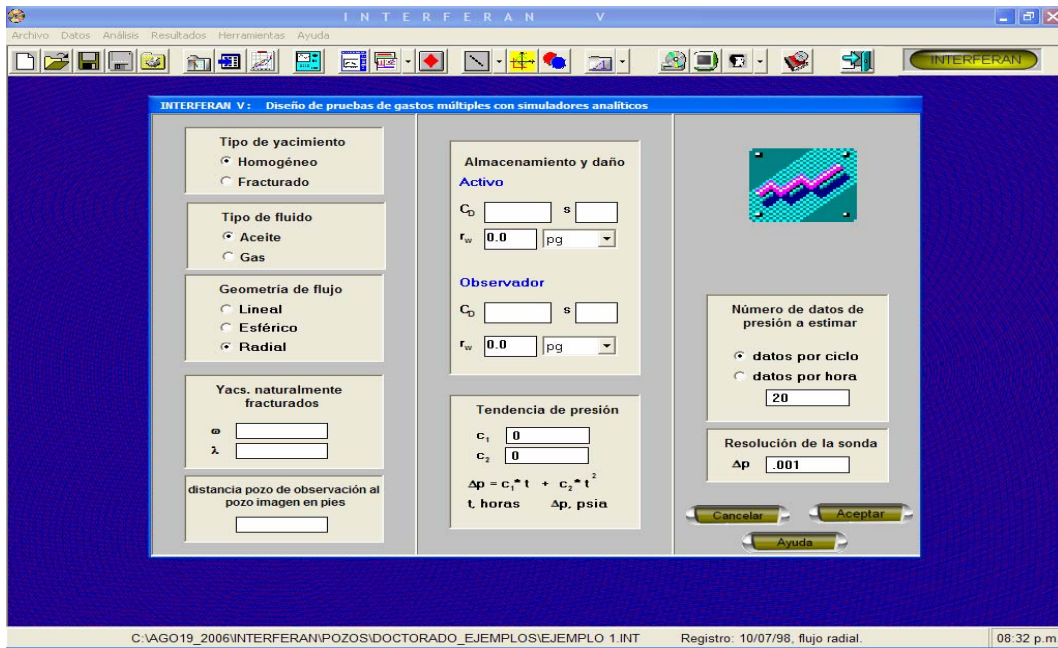 INTERFERAN V
Archivo Datos Análisis Resultados Herramientas Ayuda
INTERFERAN
INTERFERAN V: Diseño de pruebas de gastos múltiples con simuladores analíticos
Tipo de yacimiento
Homogéneo
Fracturado
Tipo de fluido
Aceite
Gas
Geometría de flujo
Lineal
Esférico
Radial
Yacs. naturalmente
fracturados
ω
λ
distancia pozo de observación al
pozo imagen en pies
Almacenamiento y daño
Activo
C_D s
r_w 0.0 pg
Observador
C_D s
r_w 0.0 pg
Tendencia de presión
c₁ 0
c₂ 0
Δp = c₁* t + c₂* t²
t, horas Δp, psia
Número de datos de
presión a estimar
datos por ciclo
datos por hora
20
Resolución de la sonda
Δp .001
Cancelar Aceptar
Ayuda
C:\AGO19_2006\INTERFERAN\POZOS\DOCTORADO_EJEMPLOS\EJEMPLO 1.INT Registro: 10/07/98, flujo radial. 08:32 p.m.